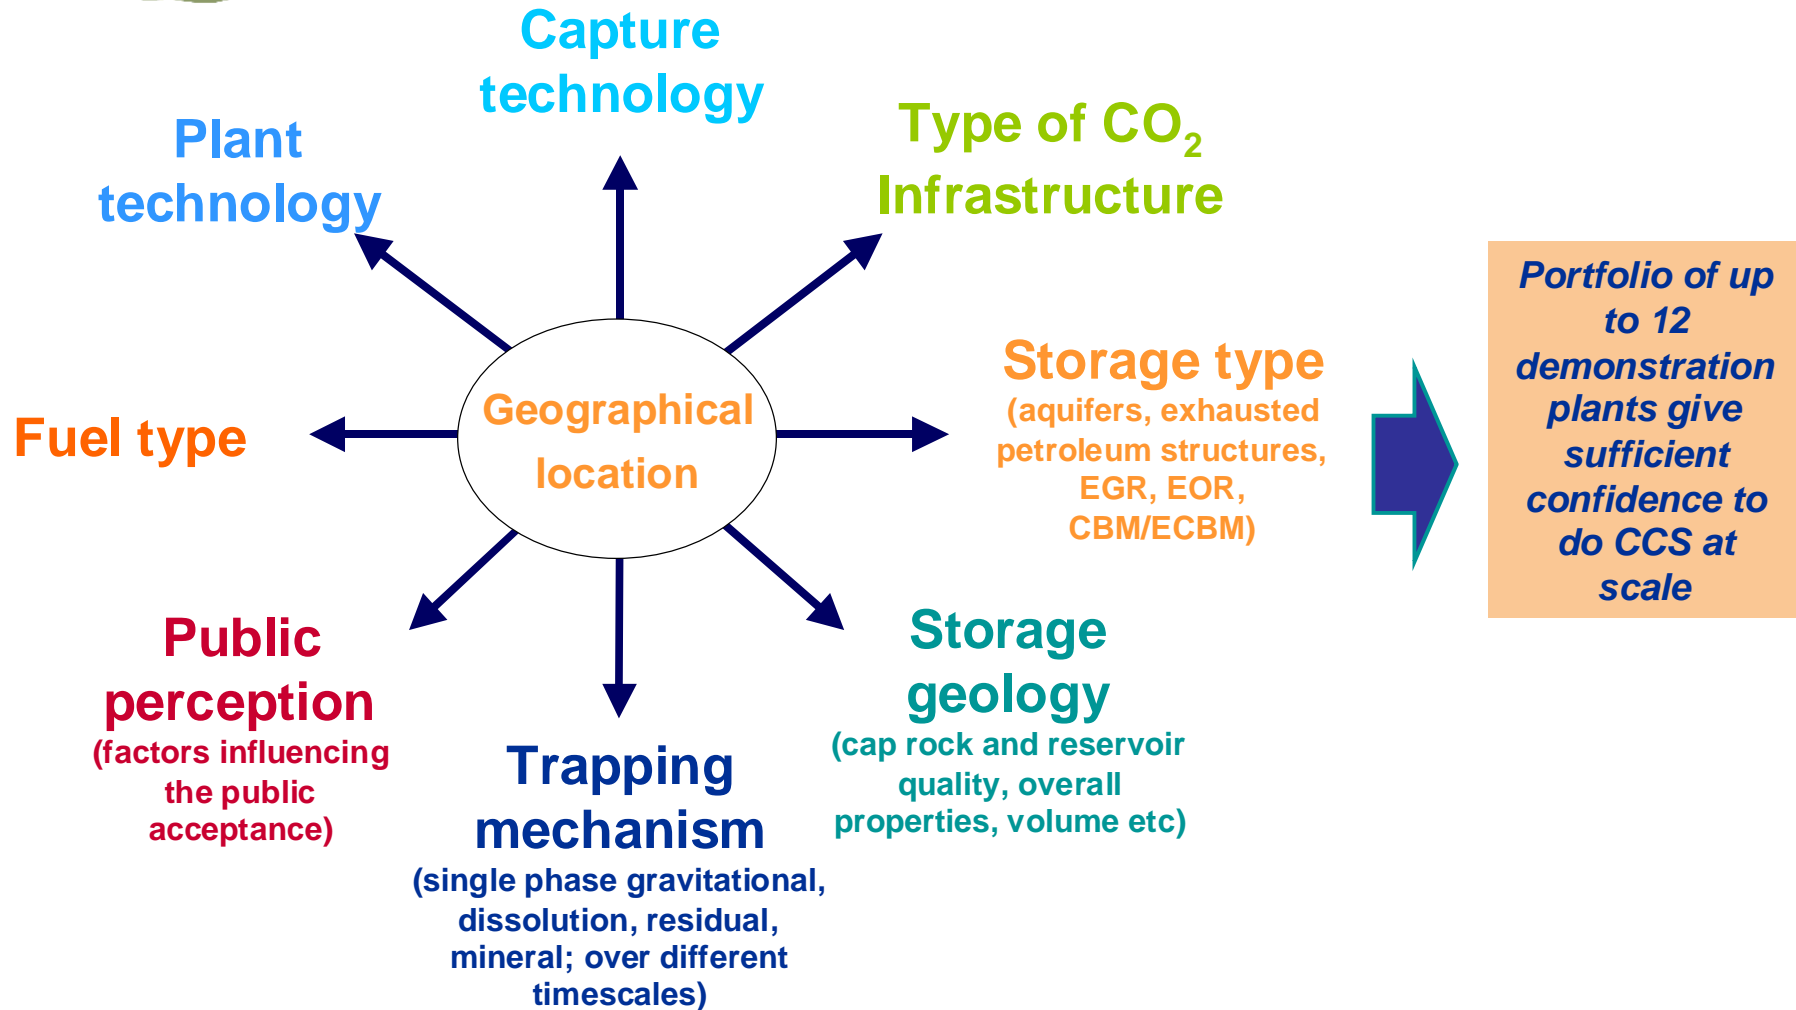 Capture
technology
Plant
technology
Type of CO₂
Infrastructure
Fuel type
Geographical
location
Storage type
(aquifers, exhausted
petroleum structures,
EGR, EOR,
CBM/ECBM)
Portfolio of up
to 12
demonstration
plants give
sufficient
confidence to
do CCS at
scale
Public
perception
(factors influencing
the public
acceptance)
Trapping
mechanism
(single phase gravitational,
dissolution, residual,
mineral; over different
timescales)
Storage
geology
(cap rock and reservoir
quality, overall
properties, volume etc)